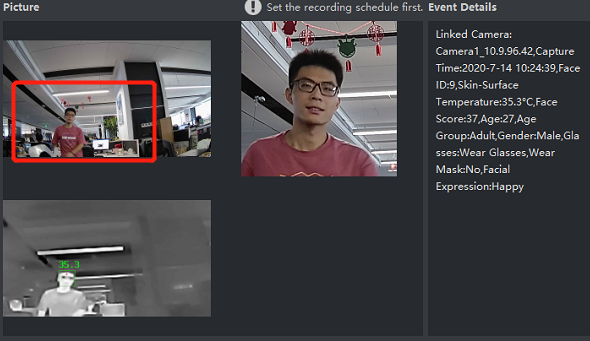 Picture
Set the recording schedule first.
Event Details
Linked Camera:
Camera1_10.9.96.42,Capture
Time:2020-7-14 10:24:39,Face
ID:9,Skin-Surface
Temperature:35.3°C,Face
Score:37,Age:27,Age
Group:Adult,Gender:Male,Gla
sses:Wear Glasses,Wear
Mask:No,Facial
Expression:Happy
35.3